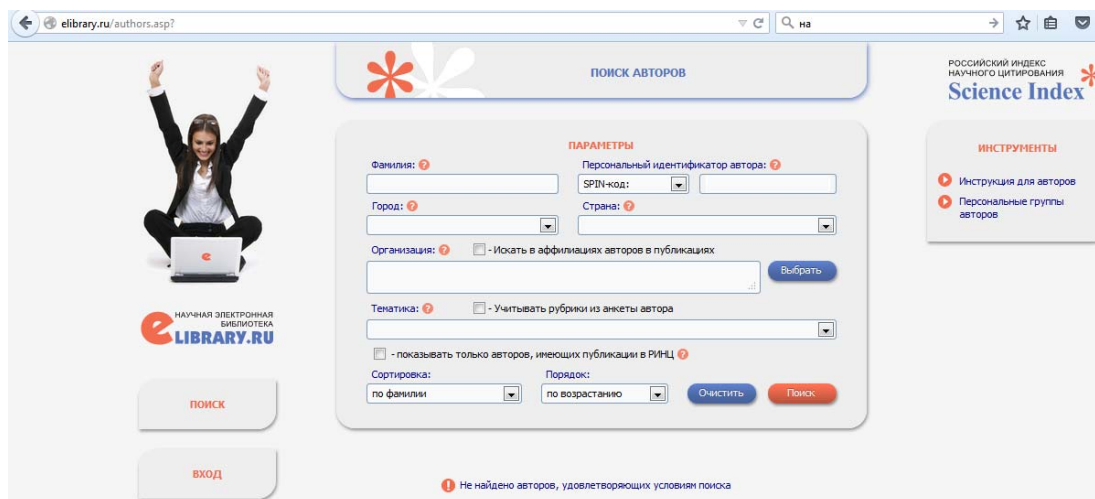 elibrary.ru/authors.asp?
на
ПОИСК АВТОРОВ
РОССИЙСКИЙ ИНДЕКС
НАУЧНОГО ЦИТИРОВАНИЯ
Science Index
ПАРАМЕТРЫ
Фамилия: ?
Персональный идентификатор автора: ?
SPIN-код:
Город: ?
Страна: ?
Организация: ?
- Искать в аффилиациях авторов в публикациях
Выбрать
Тематика: ?
- Учитывать рубрики из анкеты автора
- показывать только авторов, имеющих публикации в РИНЦ ?
Сортировка:
Порядок:
по фамилии
по возрастанию
Очистить
Поиск
! Не найдено авторов, удовлетворяющих условиям поиска
ИНСТРУМЕНТЫ
Инструкция для авторов
Персональные группы
авторов
e
НАУЧНАЯ ЭЛЕКТРОННАЯ
БИБЛИОТЕКА
eLIBRARY.RU
ПОИСК
ВХОД